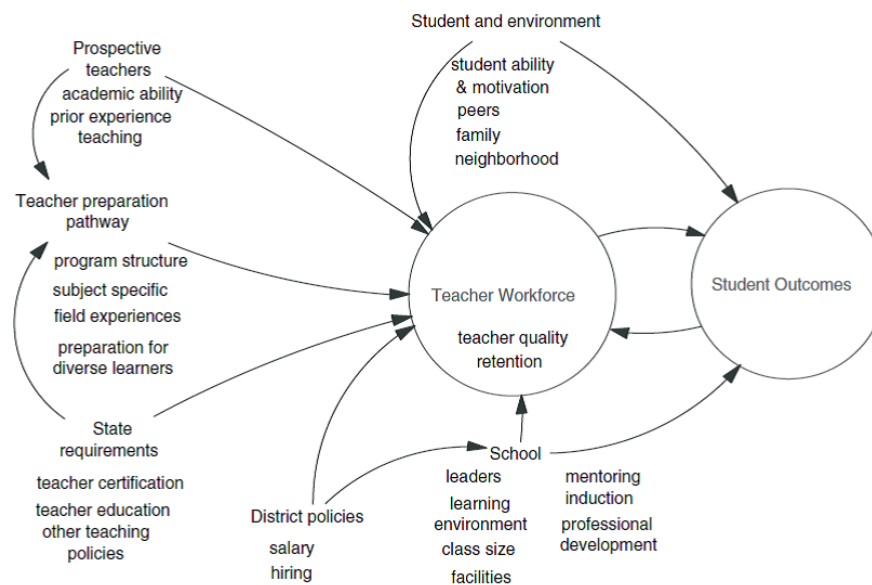 Student and environment
student ability
& motivation
peers
family
neighborhood
Prospective
teachers
academic ability
prior experience
teaching
Teacher preparation
pathway
program structure
subject specific
field experiences
preparation for
diverse learners
Teacher Workforce
teacher quality
retention
Student Outcomes
State
requirements
teacher certification
teacher education
other teaching
policies
District policies
salary
hiring
School
leaders
learning
environment
class size
facilities
mentoring
induction
professional
development